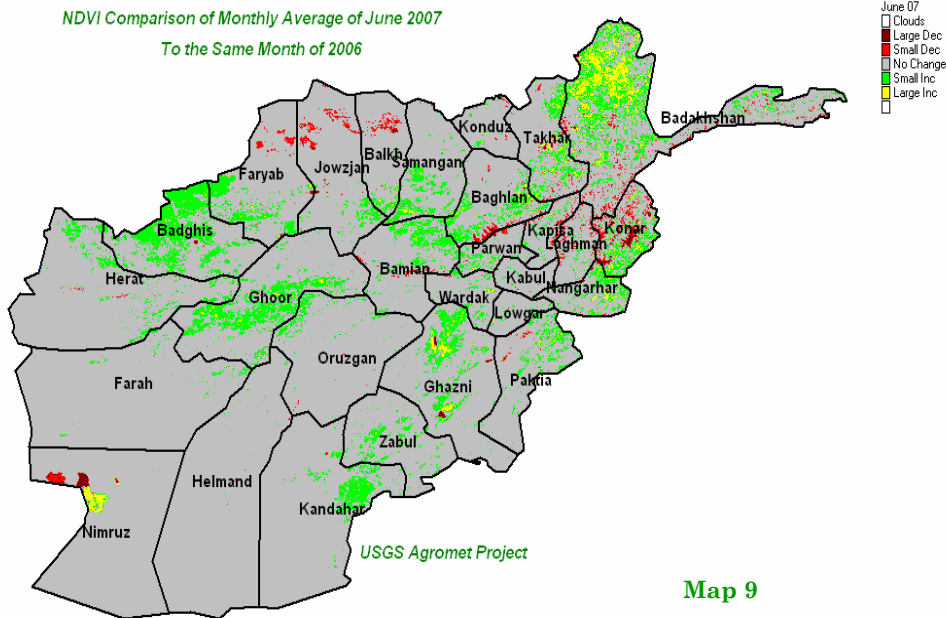 NDVI Comparison of Monthly Average of June 2007
To the Same Month of 2006
June 07
Clouds
Large Dec
Small Dec
No Change
Small Inc
Large Inc
Badakhshan
Konduz
Takhar
Balkh
Samangan
Jowzjan
Faryab
Baghlan
Badghis
Kapisa
Konar
Laghman
Parwan
Bamian
Herat
Kabul
Nangarhar
Ghoor
Wardak
Lowgar
Oruzgan
Farah
Ghazni
Paktia
Zabul
Helmand
Kandahar
Nimruz
USGS Agromet Project
Map 9